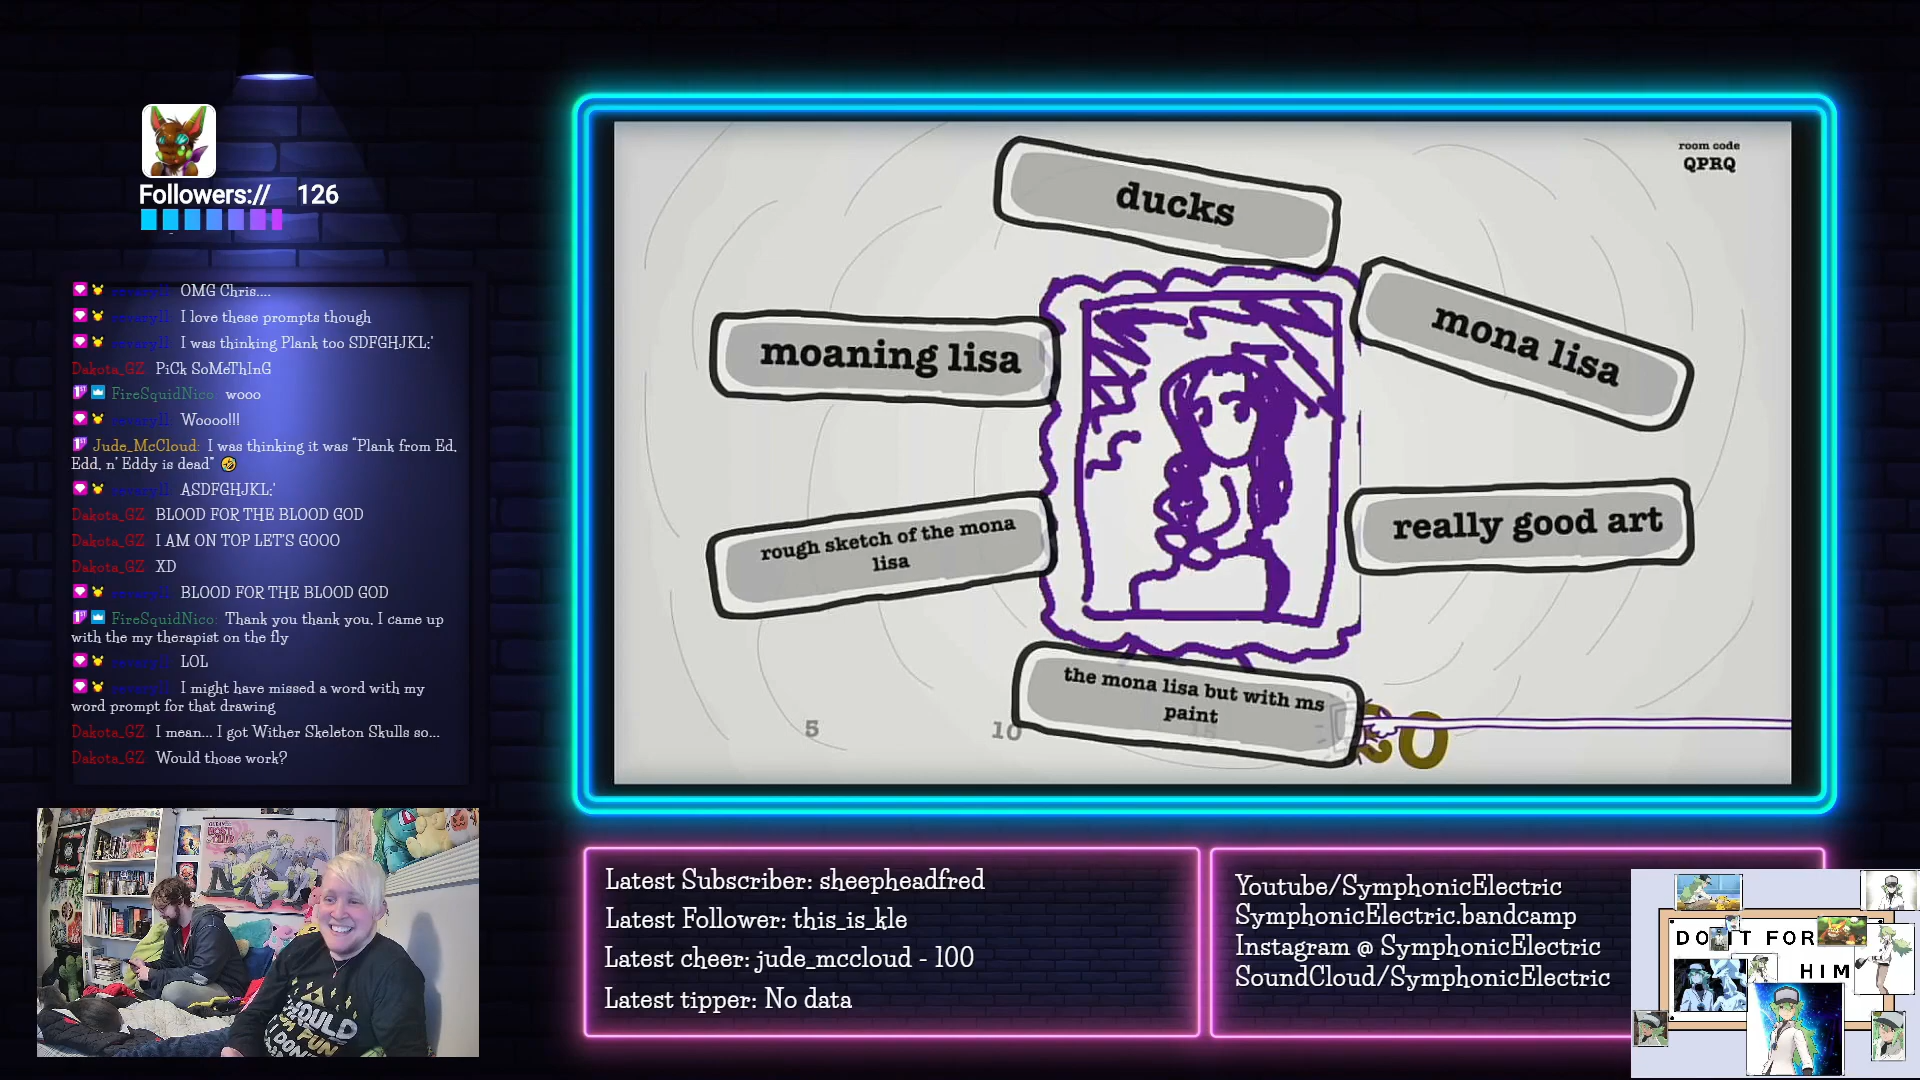 Followers:// 126
OMG Chris....
I love these prompts though
I was thinking Plank too SDFGHJKL;'
Dakota_GZ: PiCk SoMeThInG
FireSquidNico: wooo
Woooo!!!
Jude_McCloud: I was thinking it was "Plank from Ed,
Edd, n' Eddy is dead"
ASDFGHJKL;'
Dakota_GZ: BLOOD FOR THE BLOOD GOD
Dakota_GZ: I AM ON TOP LET'S GOOO
Dakota_GZ: XD
BLOOD FOR THE BLOOD GOD
FireSquidNico: Thank you thank you, I came up
with the my therapist on the fly
LOL
I might have missed a word with my
word prompt for that drawing
Dakota_GZ: I mean... I got Wither Skeleton Skulls so...
Dakota_GZ: Would those work?
room code
QPRQ
ducks
mona lisa
moaning lisa
really good art
rough sketch of the mona
lisa
the mona lisa but with ms
paint
5
10
15
Latest Subscriber: sheepheadfred
Latest Follower: this_is_kle
Latest cheer: jude_mccloud - 100
Latest tipper: No data
Youtube/SymphonicElectric
SymphonicElectric.bandcamp
Instagram @ SymphonicElectric
SoundCloud/SymphonicElectric
DO IT FOR
HIM